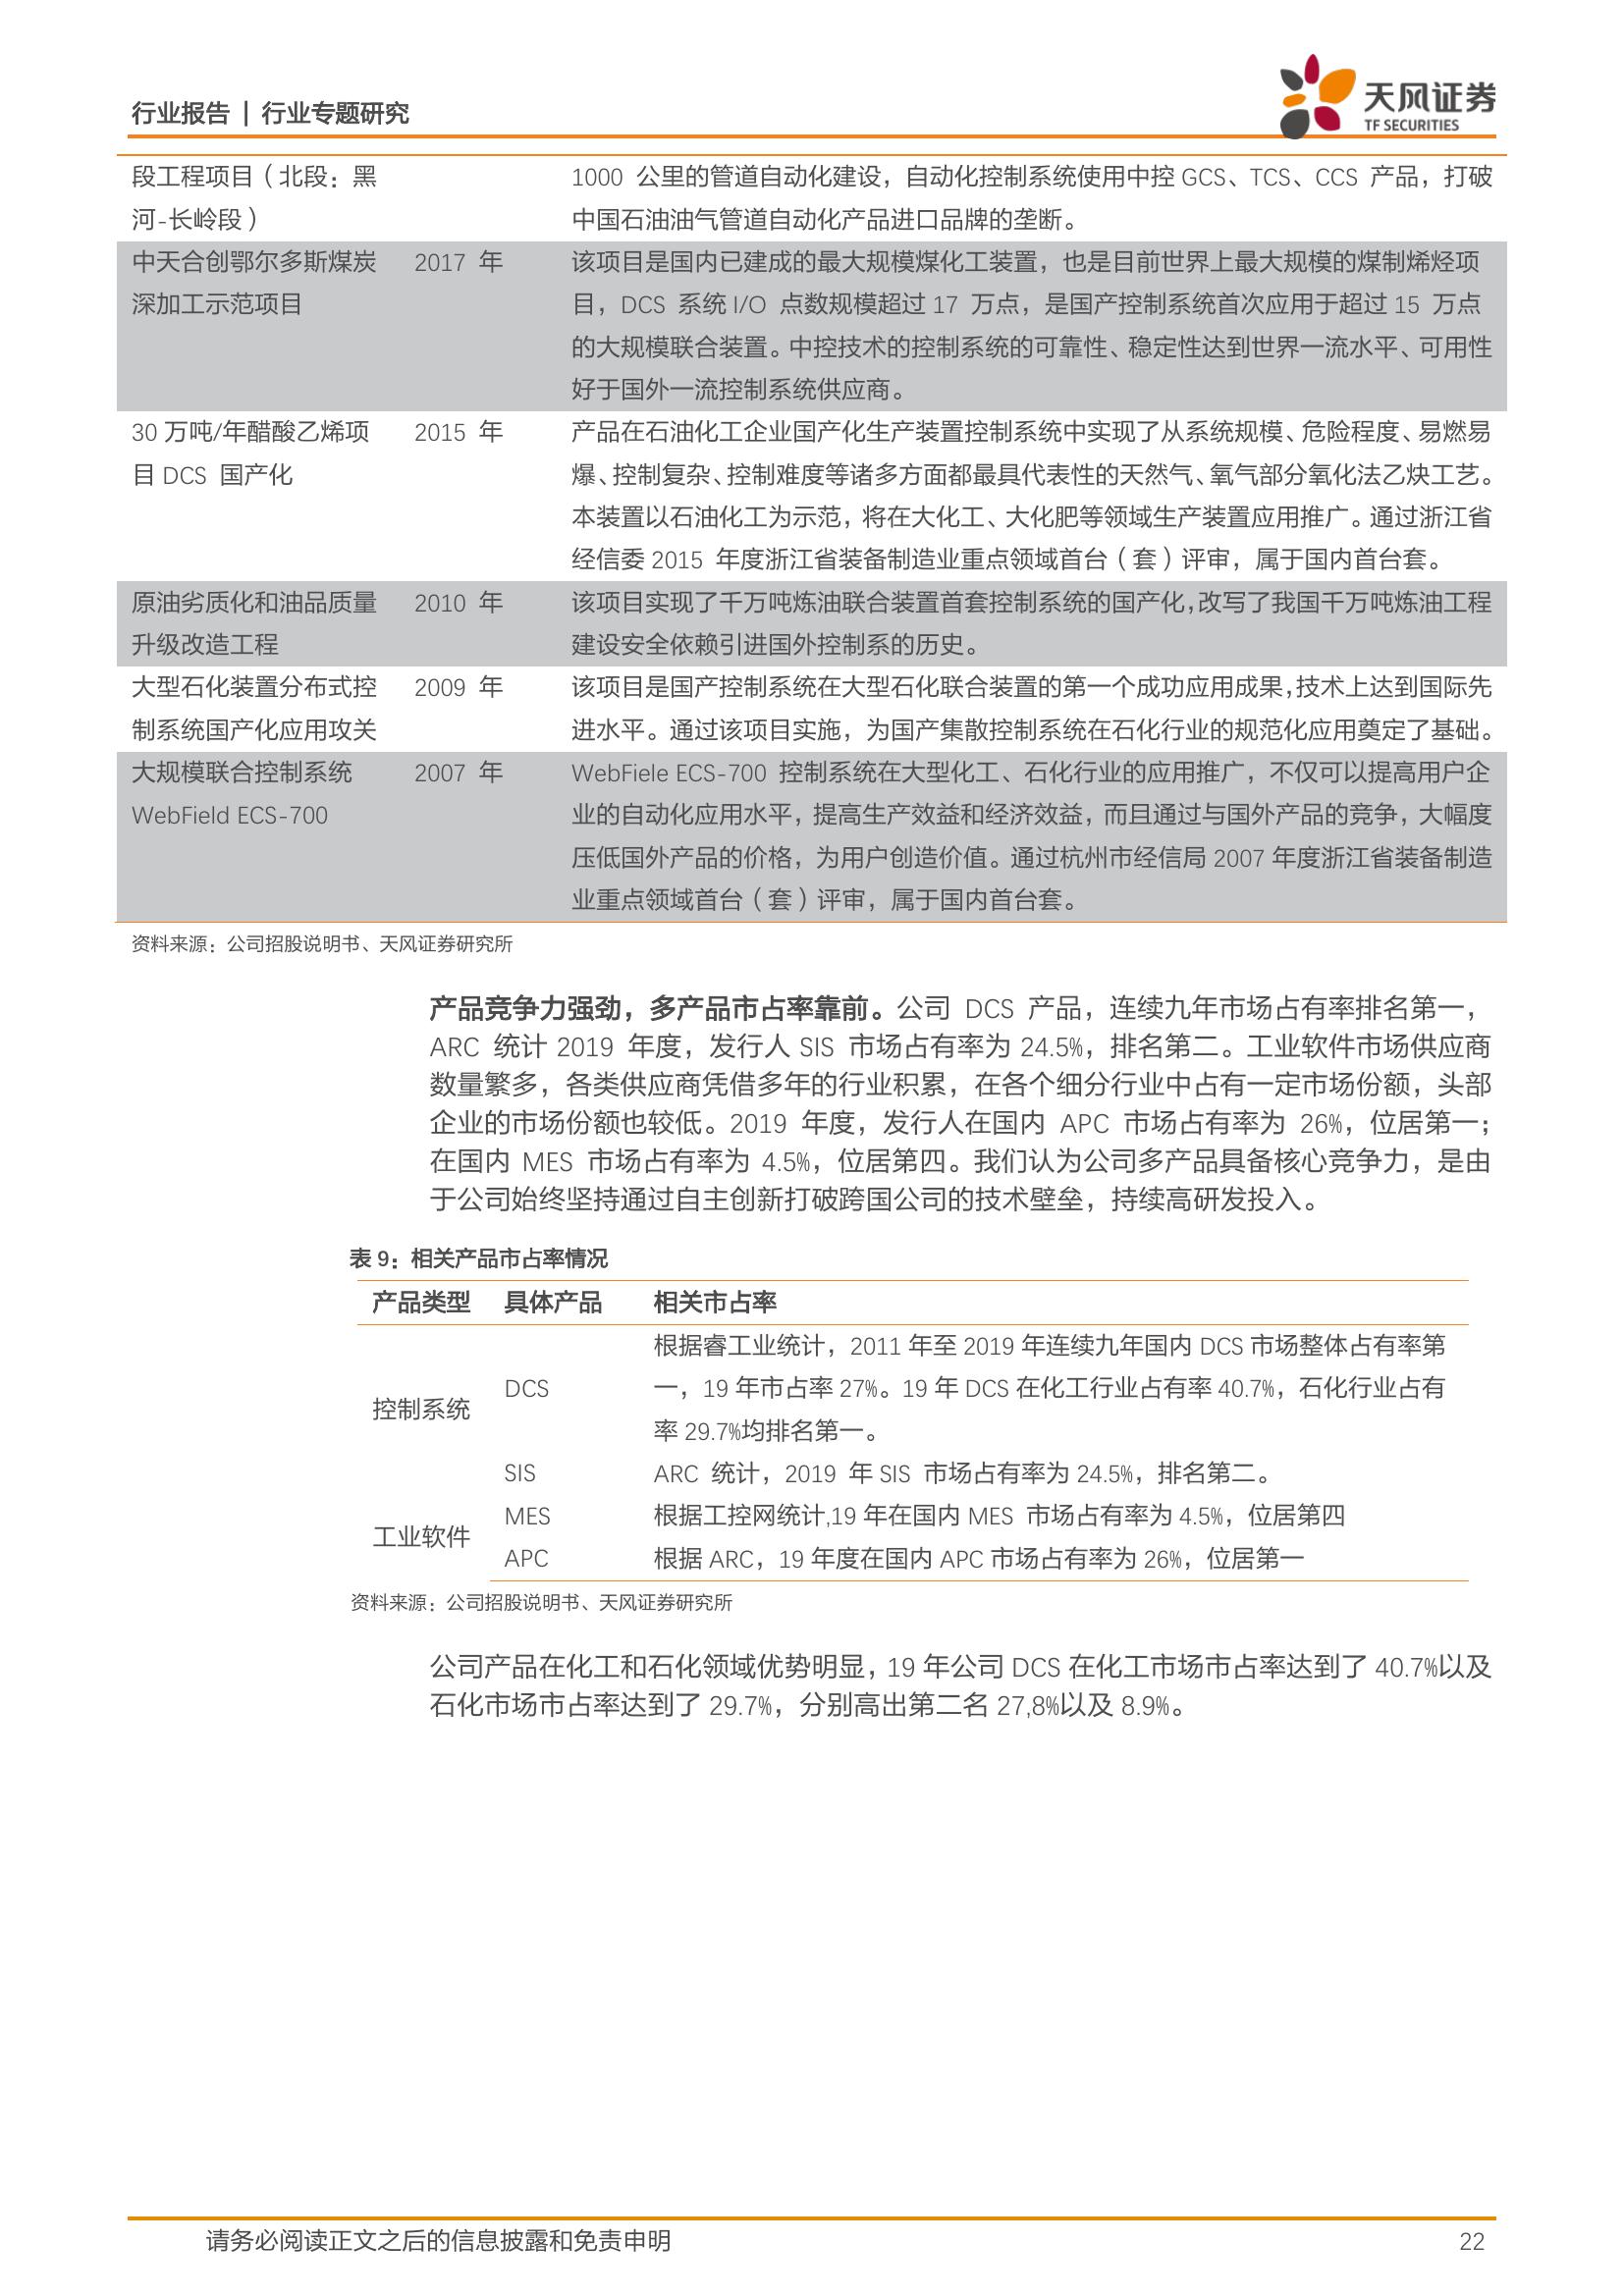 行业报告 | 行业专题研究
天风证券
TF SECURITIES
段工程项目（北段：黑
河-长岭段）
1000 公里的管道自动化建设，自动化控制系统使用中控 GCS、TCS、CCS 产品，打破
中国石油油气管道自动化产品进口品牌的垄断。
中天合创鄂尔多斯煤炭
深加工示范项目
2017 年
该项目是国内已建成的最大规模煤化工装置，也是目前世界上最大规模的煤制烯烃项
目，DCS 系统 I/O 点数规模超过 17 万点，是国产控制系统首次应用于超过 15 万点
的大规模联合装置。中控技术的控制系统的可靠性、稳定性达到世界一流水平、可用性
好于国外一流控制系统供应商。
30 万吨/年醋酸乙烯项
目 DCS 国产化
2015 年
产品在石油化工企业国产化生产装置控制系统中实现了从系统规模、危险程度、易燃易
爆、控制复杂、控制难度等诸多方面都最具代表性的天然气、氧气部分氧化法乙炔工艺。
本装置以石油化工为示范，将在大化工、大化肥等领域生产装置应用推广。通过浙江省
经信委 2015 年度浙江省装备制造业重点领域首台（套）评审，属于国内首台套。
原油劣质化和油品质量
升级改造工程
2010 年
该项目实现了千万吨炼油联合装置首套控制系统的国产化，改写了我国千万吨炼油工程
建设安全依赖引进国外控制系的历史。
大型石化装置分布式控
制系统国产化应用攻关
2009 年
该项目是国产控制系统在大型石化联合装置的第一个成功应用成果，技术上达到国际先
进水平。通过该项目实施，为国产集散控制系统在石化行业的规范化应用奠定了基础。
大规模联合控制系统
WebField ECS-700
2007 年
WebFiele ECS-700 控制系统在大型化工、石化行业的应用推广，不仅可以提高用户企
业的自动化应用水平，提高生产效益和经济效益，而且通过与国外产品的竞争，大幅度
压低国外产品的价格，为用户创造价值。通过杭州市经信局 2007 年度浙江省装备制造
业重点领域首台（套）评审，属于国内首台套。
资料来源：公司招股说明书、天风证券研究所
产品竞争力强劲，多产品市占率靠前。公司 DCS 产品，连续九年市场占有率排名第一，
ARC 统计 2019 年度，发行人 SIS 市场占有率为 24.5%，排名第二。工业软件市场供应商
数量繁多，各类供应商凭借多年的行业积累，在各个细分行业中占有一定市场份额，头部
企业的市场份额也较低。2019 年度，发行人在国内 APC 市场占有率为 26%，位居第一；
在国内 MES 市场占有率为 4.5%，位居第四。我们认为公司多产品具备核心竞争力，是由
于公司始终坚持通过自主创新打破跨国公司的技术壁垒，持续高研发投入。
表 9：相关产品市占率情况
产品类型 具体产品 相关市占率
控制系统
DCS
根据睿工业统计，2011 年至 2019 年连续九年国内 DCS 市场整体占有率第
一，19 年市占率 27%。19 年 DCS 在化工行业占有率 40.7%，石化行业占有
率 29.7%均排名第一。
SIS ARC 统计，2019 年 SIS 市场占有率为 24.5%，排名第二。
工业软件
MES 根据工控网统计,19 年在国内 MES 市场占有率为 4.5%，位居第四
APC 根据 ARC，19 年度在国内 APC 市场占有率为 26%，位居第一
资料来源：公司招股说明书、天风证券研究所
公司产品在化工和石化领域优势明显，19 年公司 DCS 在化工市场市占率达到了 40.7%以及
石化市场市占率达到了 29.7%，分别高出第二名 27,8%以及 8.9%。
请务必阅读正文之后的信息披露和免责申明 22